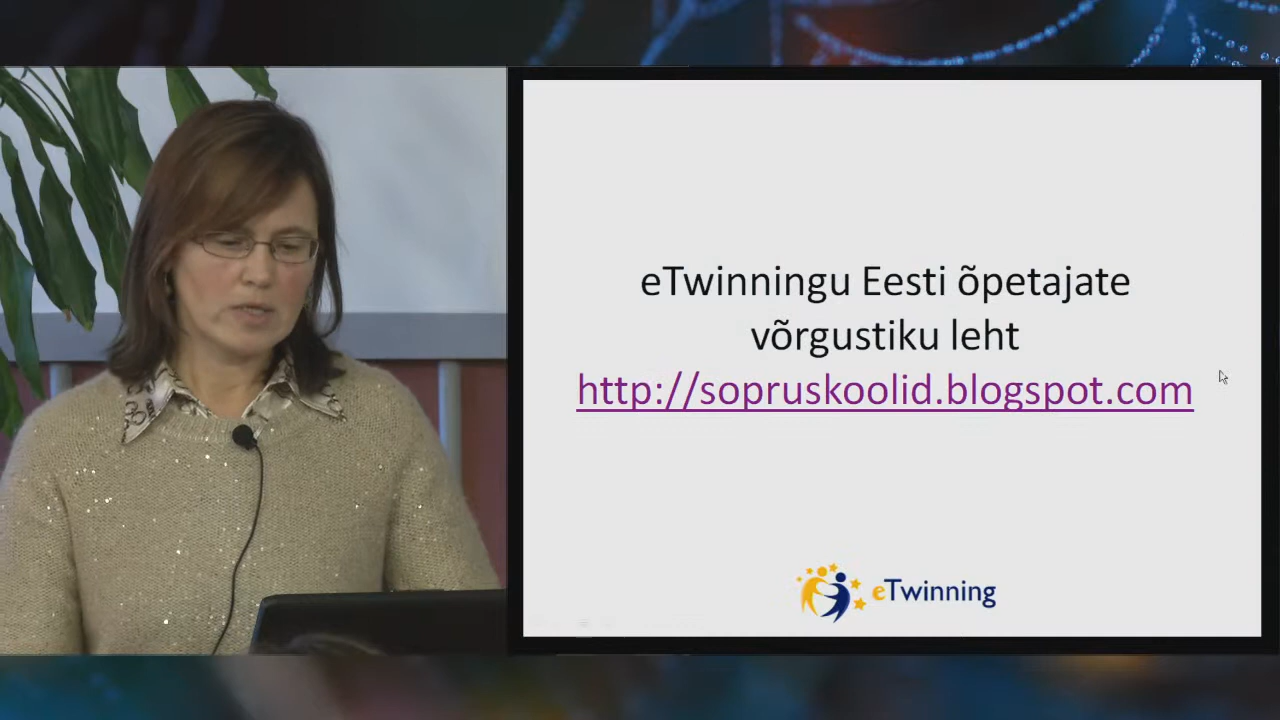 eTwinningu Eesti õpetajate
võrgustiku leht
http://sopruskoolid.blogspot.com
eTwinning